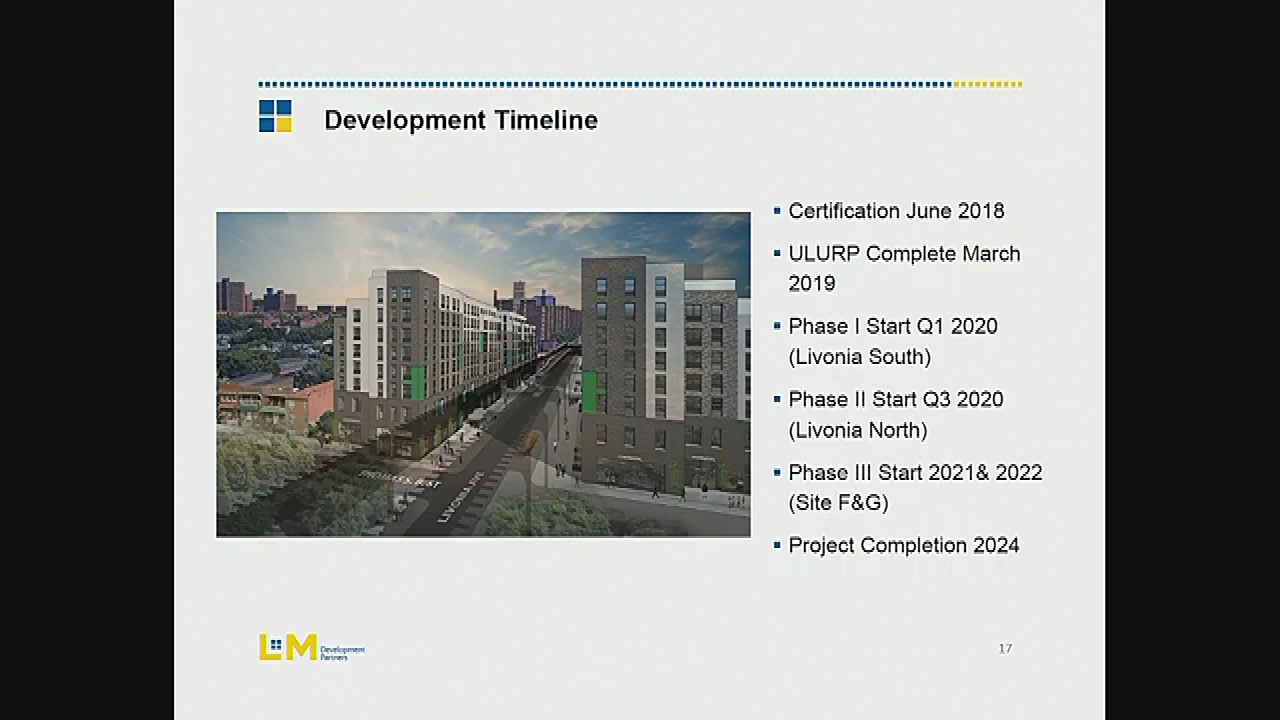 Development Timeline
Certification June 2018
ULURP Complete March
2019
Phase I Start Q1 2020
(Livonia South)
Phase II Start Q3 2020
(Livonia North)
Phase III Start 2021& 2022
(Site F&G)
Project Completion 2024
LIVONIA AVE
LM Development
Partners
17